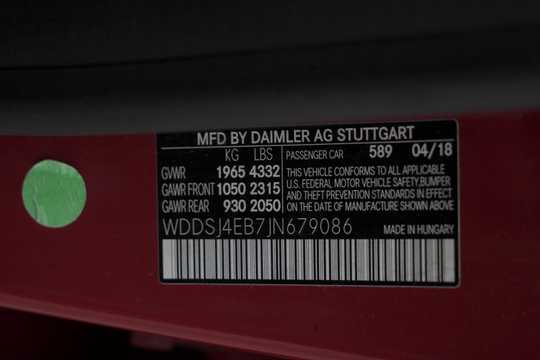 MFD BY DAIMLER AG STUTTGART
KG LBS PASSENGER CAR 589 04/18
GVWR 1965 4332 THIS VEHICLE CONFORMS TO ALL APPLICABLE
GAWR FRONT 1050 2315 U.S. FEDERAL MOTOR VEHICLE SAFETY, BUMPER
GAWR REAR 930 2050 AND THEFT PREVENTION STANDARDS IN EFFECT
ON THE DATE OF MANUFACTURE SHOWN ABOVE
WDDSJ4EB7JN679086
MADE IN HUNGARY